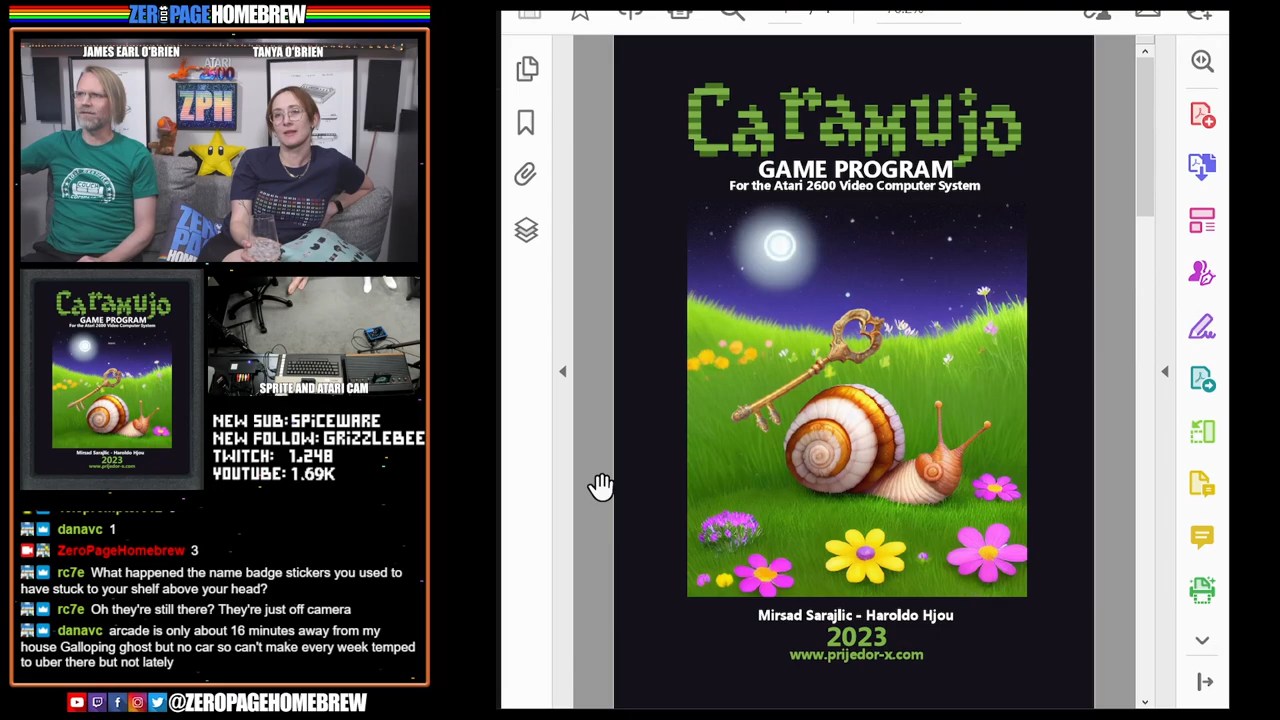 ZEROPAGEHOMEBREW
JAMES EARL O'BRIEN
TANYA O'BRIEN
ATARI
2600
ZPH
ZERO
PAGE
Caramujo
GAME PROGRAM
For the Atari 2600 Video Computer System
Mirsad Sarajlic - Haroldo Hjou
2023
www.prijedor-x.com
SPRITE AND ATARI CAM
NEW SUB: SPICEWARE
NEW FOLLOW: GRIZZLEBEE
TWITCH: 1,248
YOUTUBE: 1.69K
danavc 1
ZeroPageHomebrew 3
rc7e What happened the name badge stickers you used to
have stuck to your shelf above your head?
rc7e Oh they're still there? They're just off camera
danavc arcade is only about 16 minutes away from my
house Galloping ghost but no car so can't make every week temped
to uber there but not lately
@ZEROPAGEHOMEBREW
Caramujo
GAME PROGRAM
For the Atari 2600 Video Computer System
Mirsad Sarajlic - Haroldo Hjou
2023
www.prijedor-x.com